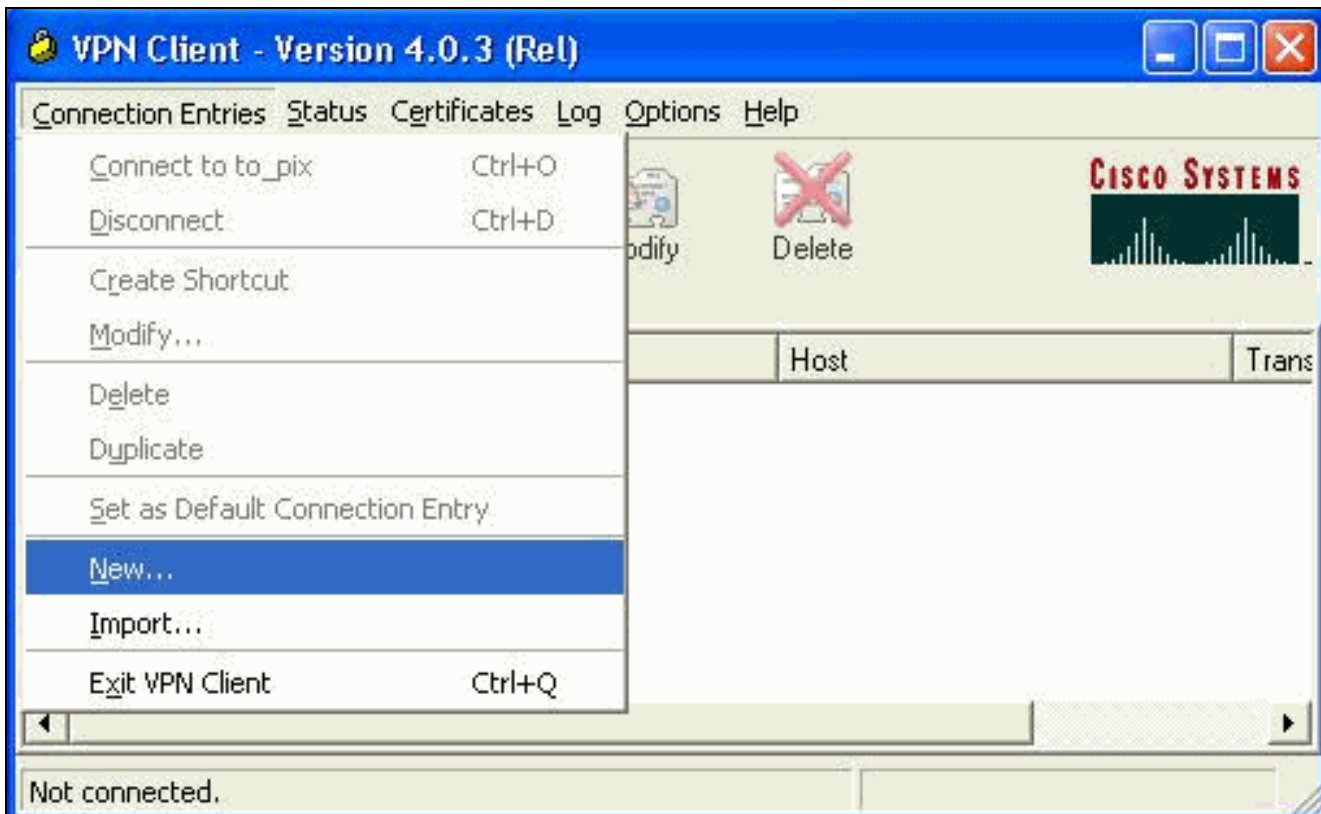 VPN Client - Version 4.0.3 (Rel)
Connection Entries Status Certificates Log Options Help
Connect to to_pix Ctrl+O
Disconnect Ctrl+D
Create Shortcut
Modify...
Delete
Duplicate
Set as Default Connection Entry
New...
Import...
Exit VPN Client Ctrl+Q
odify
Delete
CISCO SYSTEMS
Host
Trans
Not connected.